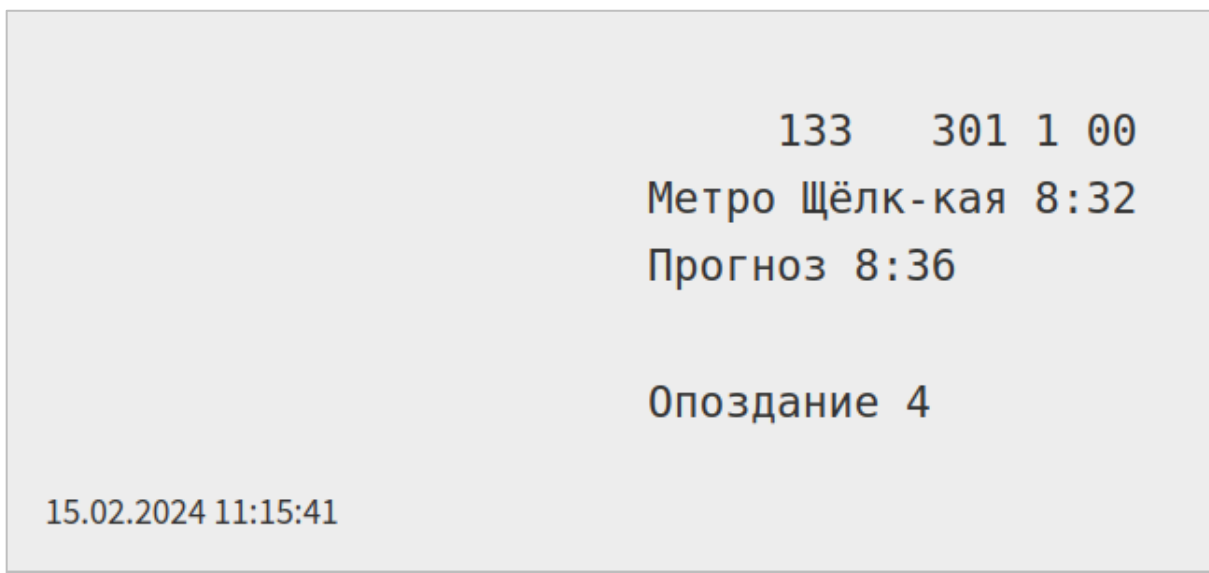 133 301 1 00
Метро Щёлк-кая 8:32
Прогноз 8:36
Опоздание 4
15.02.2024 11:15:41